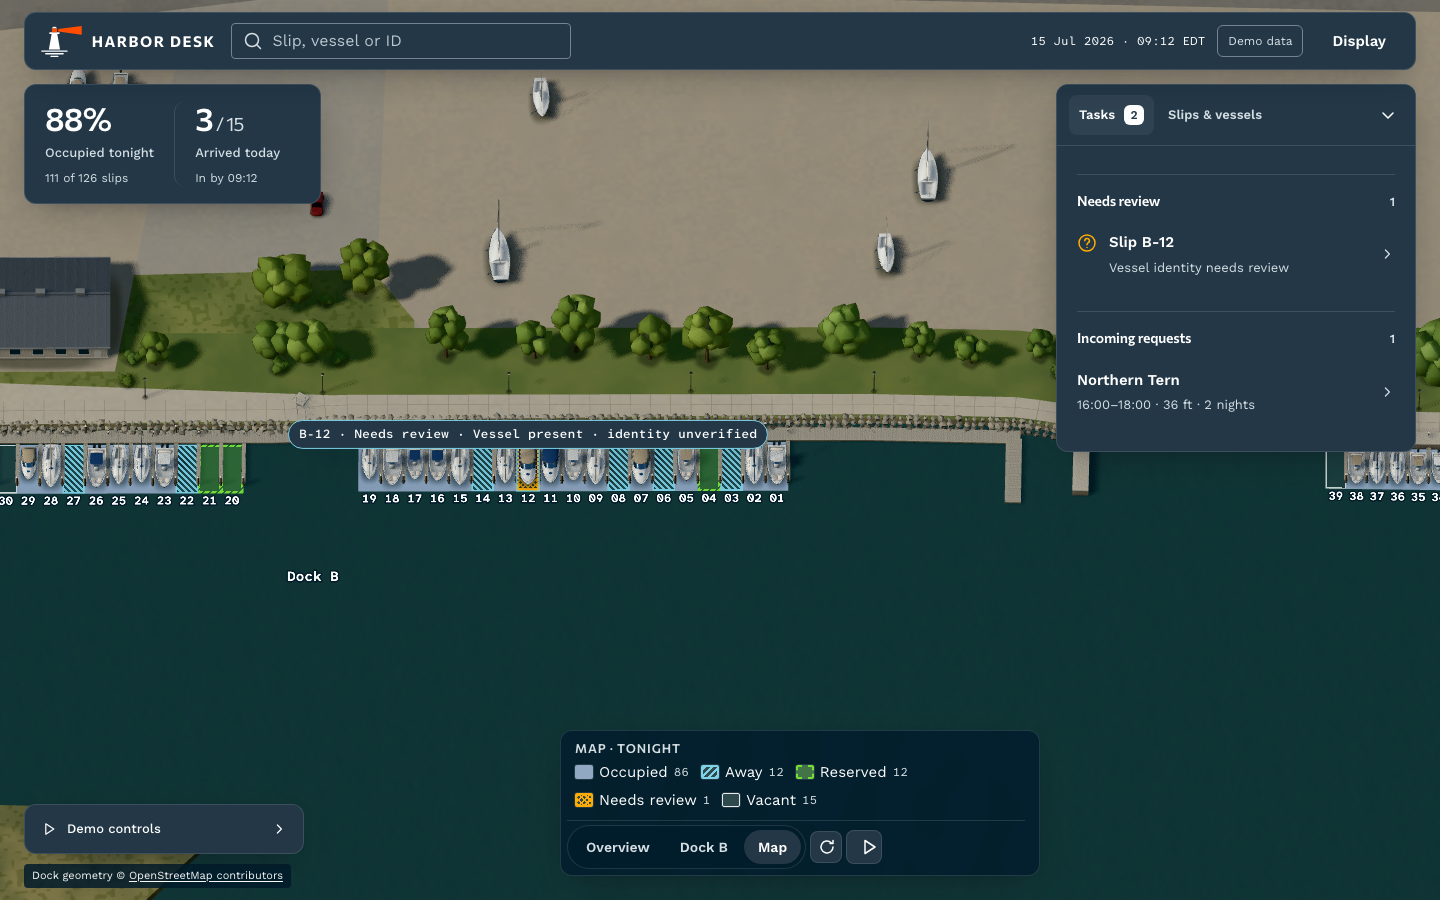 HARBOR DESK
Slip, vessel or ID
15 Jul 2026 · 09:12 EDT
Demo data
Display
88%
Occupied tonight
111 of 126 slips
3/15
Arrived today
In by 09:12
Tasks 2
Slips & vessels
Needs review 1
Slip B-12
Vessel identity needs review
Incoming requests 1
Northern Tern
16:00–18:00 · 36 ft · 2 nights
B-12 · Needs review · Vessel present · identity unverified
30 29 28 27 26 25 24 23 22 21 20
19 18 17 16 15 14 13 12 11 10 09 08 07 06 05 04 03 02 01
39 38 37 36 35
Dock B
MAP · TONIGHT
Occupied 86 Away 12 Reserved 12
Needs review 1 Vacant 15
Overview Dock B Map
Demo controls
Dock geometry © OpenStreetMap contributors